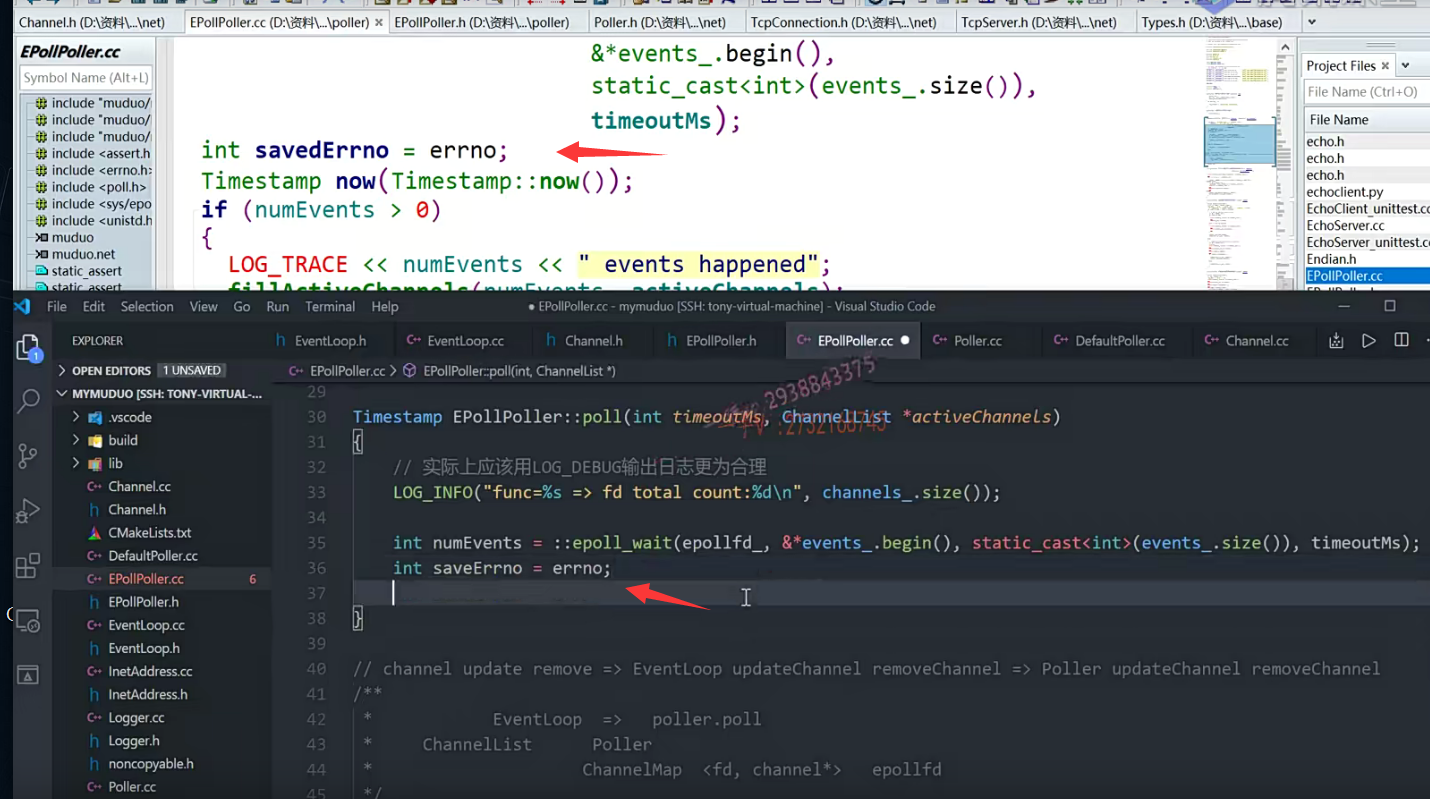 Channel.h (D:\资料\...\net)
EPollPoller.cc (D:\资料\...\poller) ×
EPollPoller.h (D:\资料\...\poller)
Poller.h (D:\资料\...\net)
TcpConnection.h (D:\资料\...\net)
TcpServer.h (D:\资料\...\net)
Types.h (D:\资料\...\base)
EPollPoller.cc
Symbol Name (Alt+L)
include "muduo/
include "muduo/
include "muduo/
include <assert.h
include <errno.h>
include <poll.h>
include <sys/epo
include <unistd.h
muduo
muduo.net
static_assert
static_assert
&*events_.begin(),
static_cast<int>(events_.size()),
timeoutMs);
int savedErrno = errno;
Timestamp now(Timestamp::now());
if (numEvents > 0)
{
LOG_TRACE << numEvents << " events happened";
fillActiveChannels(numEvents, activeChannels);
Project Files ×
File Name (Ctrl+O)
File Name
echo.h
echo.h
echo.h
echoclient.py
EchoClient_unittest.cc
EchoServer.cc
EchoServer_unittest.cc
Endian.h
EPollPoller.cc
File Edit Selection View Go Run Terminal Help
● EPollPoller.cc - mymuduo [SSH: tony-virtual-machine] - Visual Studio Code
1
EXPLORER
OPEN EDITORS 1 UNSAVED
MYMUDUO [SSH: TONY-VIRTUAL-...
.vscode
build
lib
Channel.cc
Channel.h
CMakeLists.txt
DefaultPoller.cc
EPollPoller.cc 6
EPollPoller.h
EventLoop.cc
EventLoop.h
InetAddress.cc
InetAddress.h
Logger.cc
Logger.h
noncopyable.h
Poller.cc
EventLoop.h
EventLoop.cc
Channel.h
EPollPoller.h
EPollPoller.cc ●
Poller.cc
DefaultPoller.cc
Channel.cc
EPollPoller.cc > EPollPoller::poll(int, ChannelList *)
29
30 Timestamp EPollPoller::poll(int timeoutMs, ChannelList *activeChannels)
31 {
32 // 实际上应该用LOG_DEBUG输出日志更为合理
33 LOG_INFO("func=%s => fd total count:%d\n", channels_.size());
34
35 int numEvents = ::epoll_wait(epollfd_, &*events_.begin(), static_cast<int>(events_.size()), timeoutMs);
36 int saveErrno = errno;
37
38 }
39
40 // channel update remove => EventLoop updateChannel removeChannel => Poller updateChannel removeChannel
41 /**
42 * EventLoop => poller.poll
43 * ChannelList Poller
44 * ChannelMap <fd, channel*> epollfd
45 */
2938843375